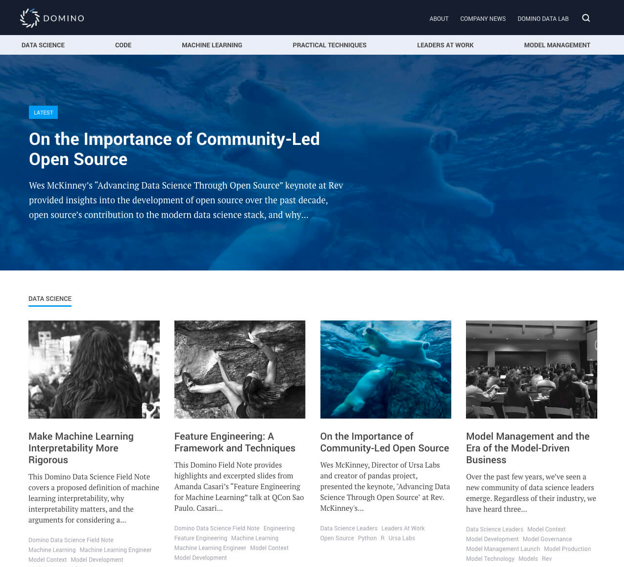 DOMINO
ABOUT COMPANY NEWS DOMINO DATA LAB
DATA SCIENCE CODE MACHINE LEARNING PRACTICAL TECHNIQUES LEADERS AT WORK MODEL MANAGEMENT
LATEST
On the Importance of Community-Led
Open Source
Wes McKinney's "Advancing Data Science Through Open Source" keynote at Rev
provided insights into the development of open source over the past decade,
open source's contribution to the modern data science stack, and why...
DATA SCIENCE
Make Machine Learning
Interpretability More
Rigorous
This Domino Data Science Field Note
covers a proposed definition of machine
learning interpretability, why
interpretability matters, and the
arguments for considering a...
Domino Data Science Field Note
Machine Learning Machine Learning Engineer
Model Context Model Development
Feature Engineering: A
Framework and Techniques
This Domino Field Note provides
highlights and excerpted slides from
Amanda Casari's "Feature Engineering
for Machine Learning" talk at QCon Sao
Paulo. Casari...
Domino Data Science Field Note Engineering
Feature Engineering Machine Learning
Machine Learning Engineer Model Context
Model Development
On the Importance of
Community-Led Open Source
Wes McKinney, Director of Ursa Labs
and creator of pandas project,
presented the keynote, "Advancing Data
Science Through Open Source" at Rev.
McKinney's...
Data Science Leaders Leaders At Work
Open Source Python R Ursa Labs
Model Management and the
Era of the Model-Driven
Business
Over the past few years, we've seen a
new community of data science leaders
emerge. Regardless of their industry, we
have heard three...
Data Science Leaders Model Context
Model Development Model Governance
Model Management Launch Model Production
Model Technology Models Rev